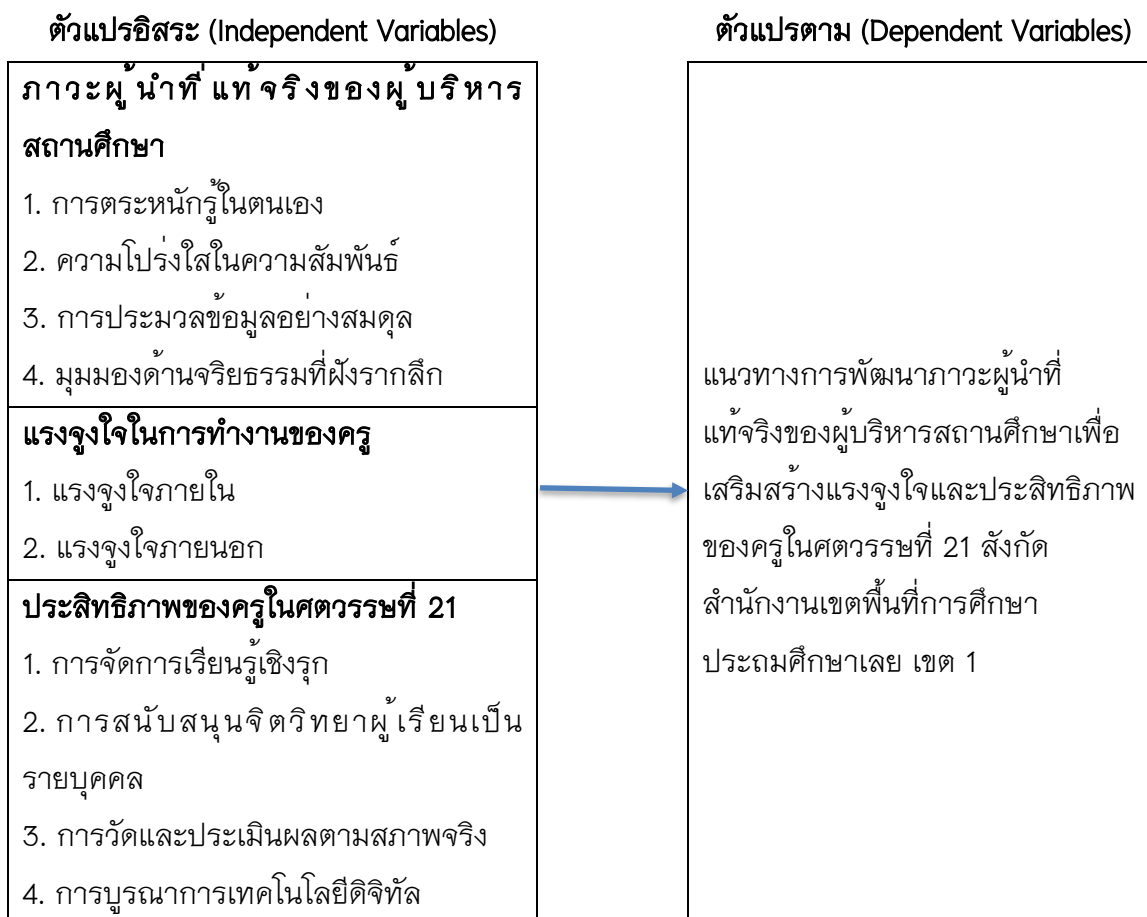 ตัวแปรอิสระ (Independent Variables)
ภาวะผู้นำที่แท้จริงของผู้บริหาร
สถานศึกษา
1. การตระหนักรู้ในตนเอง
2. ความโปร่งใสในความสัมพันธ์
3. การประมวลข้อมูลอย่างสมดุล
4. มุมมองด้านจริยธรรมที่ฝังรากลึก
แรงจูงใจในการทำงานของครู
1. แรงจูงใจภายใน
2. แรงจูงใจภายนอก
ประสิทธิภาพของครูในศตวรรษที่ 21
1. การจัดการเรียนรู้เชิงรุก
2. การสนับสนุนจิตวิทยาผู้เรียนเป็น
รายบุคคล
3. การวัดและประเมินผลตามสภาพจริง
4. การบูรณาการเทคโนโลยีดิจิทัล
ตัวแปรตาม (Dependent Variables)
แนวทางการพัฒนาภาวะผู้นำที่
แท้จริงของผู้บริหารสถานศึกษาเพื่อ
เสริมสร้างแรงจูงใจและประสิทธิภาพ
ของครูในศตวรรษที่ 21 สังกัด
สำนักงานเขตพื้นที่การศึกษา
ประถมศึกษาเลย เขต 1